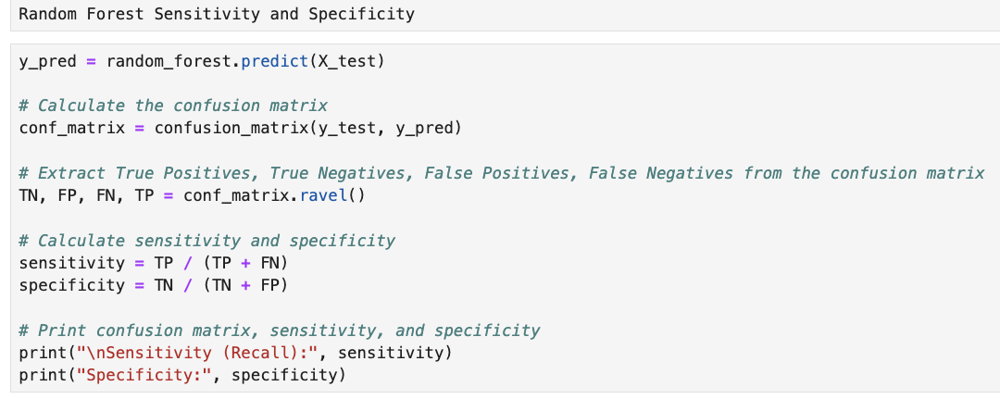 Random Forest Sensitivity and Specificity
y_pred = random_forest.predict(X_test)
# Calculate the confusion matrix
conf_matrix = confusion_matrix(y_test, y_pred)
# Extract True Positives, True Negatives, False Positives, False Negatives from the confusion matrix
TN, FP, FN, TP = conf_matrix.ravel()
# Calculate sensitivity and specificity
sensitivity = TP / (TP + FN)
specificity = TN / (TN + FP)
# Print confusion matrix, sensitivity, and specificity
print("\nSensitivity (Recall):", sensitivity)
print("Specificity:", specificity)